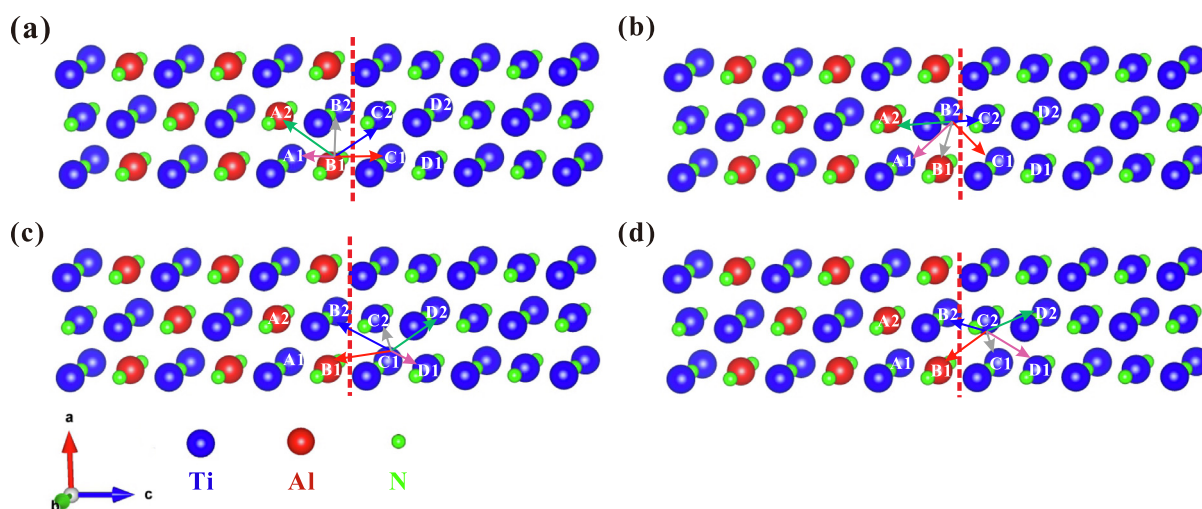 (a)
A2 B2 C2 D2
A1 B1 C1 D1
(b)
A2 B2 C2 D2
A1 B1 C1 D1
(c)
A2 B2 C2 D2
A1 B1 C1 D1
(d)
A2 B2 C2 D2
A1 B1 C1 D1
a
b
c
Ti Al N